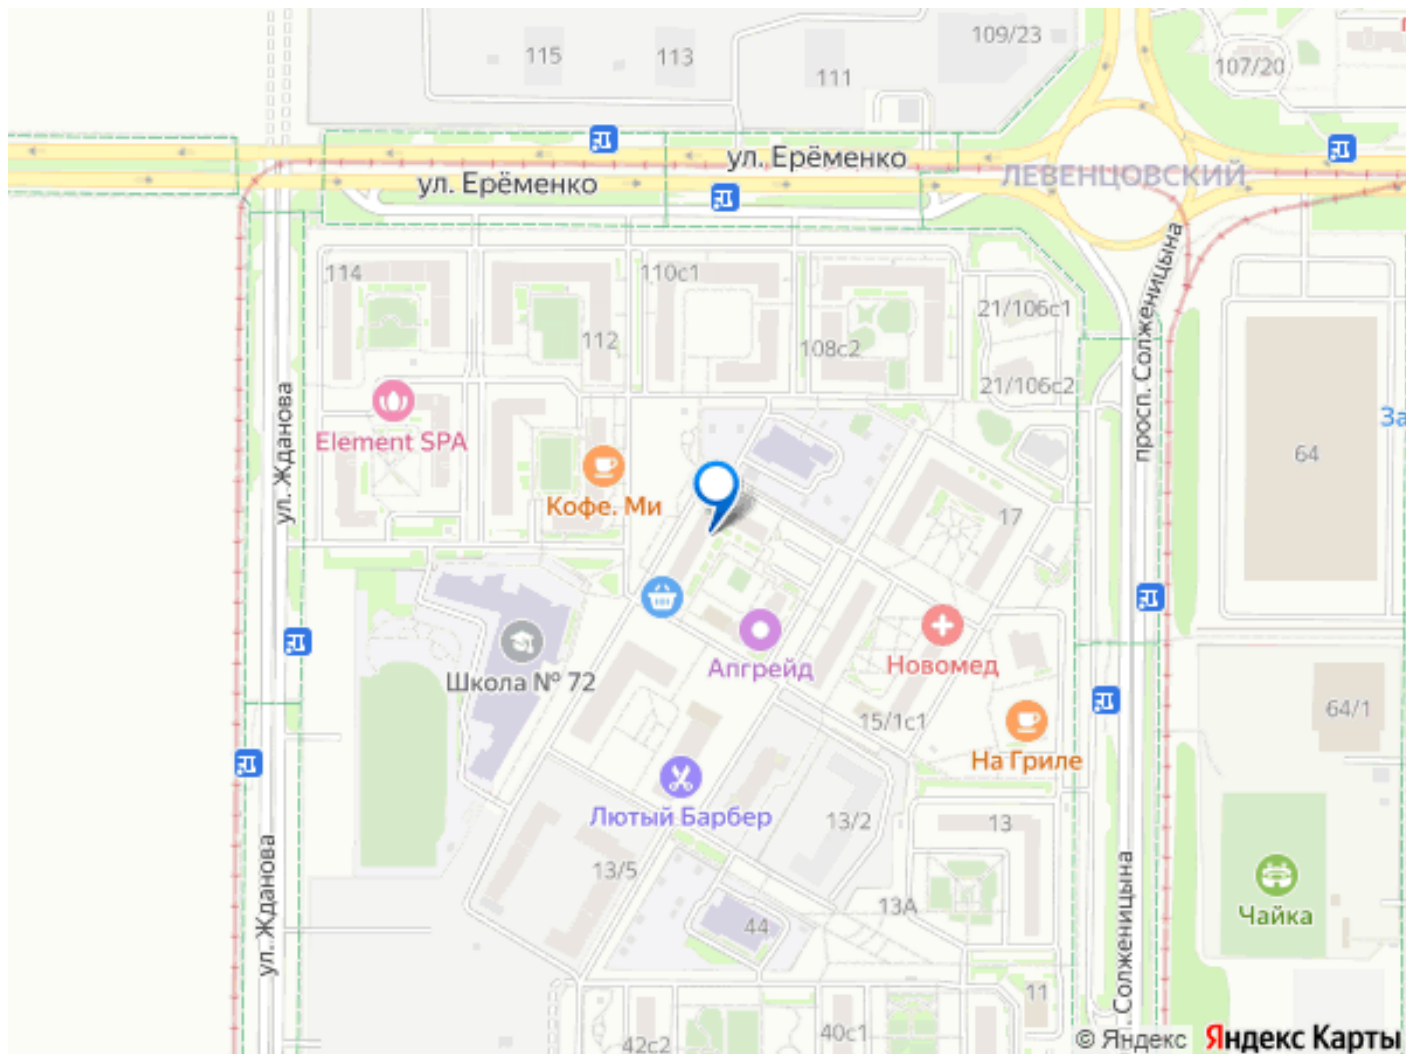 109/23
115
113
111
107/20
ул. Ерёменко
ул. Ерёменко
ЛЕВЕНЦОВСКИЙ
114
110с1
112
108с2
21/106с1
21/106с2
просп. Солженицына
Element SPA
ул. Жданова
За
64
Кофе. Ми
17
Школа № 72
Апгрейд
Новомед
15/1с1
64/1
На Гриле
Лютый Барбер
13/2
13
13/5
13А
Чайка
44
ул. Жданова
. Солженицына
11
42с2
40с1
© Яндекс Яндекс Карты